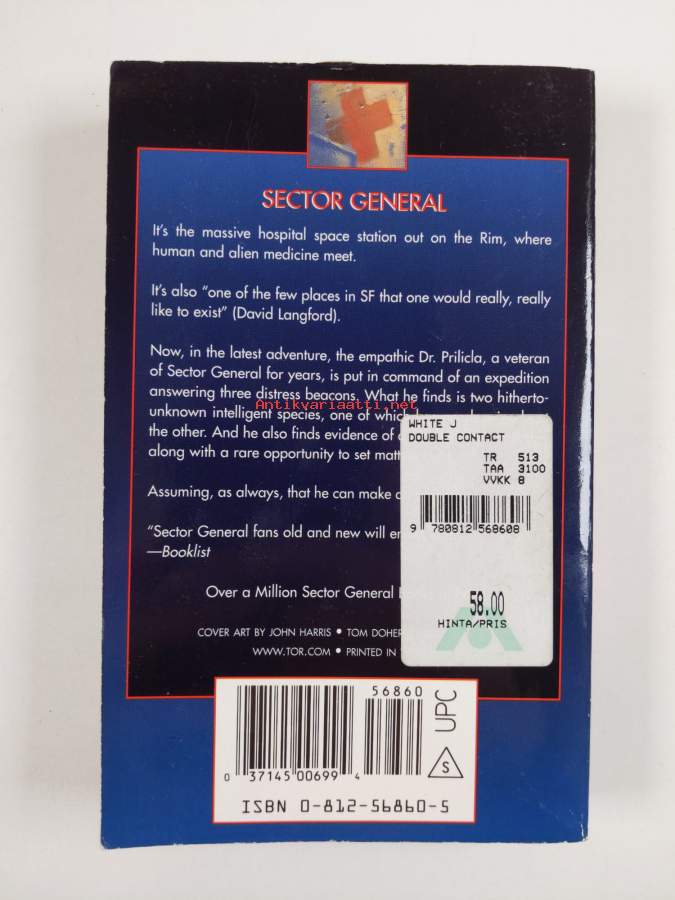 SECTOR GENERAL
It's the massive hospital space station out on the Rim, where
human and alien medicine meet.
It's also "one of the few places in SF that one would really, really
like to exist" (David Langford).
Now, in the latest adventure, the empathic Dr. Prilicla, a veteran
of Sector General for years, is put in command of an expedition
answering three distress beacons. What he finds is two hitherto-
Antikvariaatti.net
unknown intelligent species, one of which
the other. And he also finds evidence of
along with a rare opportunity to set
Assuming, as always, that he can make
"Sector General fans old and new will
—Booklist
Over a Million Sector General
COVER ART BY JOHN HARRIS • TOM
WWW.TOR.COM • PRINTED IN
WHITE J
DOUBLE CONTACT
TR 513
TAA 3100
VVKK 8
9 780812 568608
58.00
HINTA/PRIS
56860
UPC
S
0 37145 00699 4
ISBN 0-812-56860-5